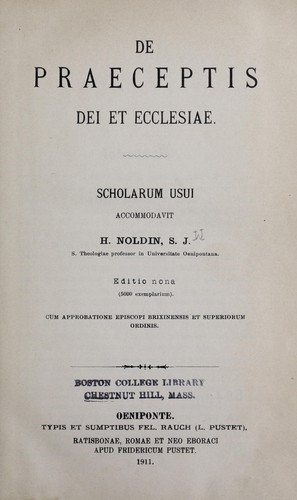 DE
PRAECEPTIS
DEI ET ECCLESIAE.
SCHOLARUM USUI
ACCOMMODAVIT
H. NOLDIN, S. J.
S. Theologiae professor in Universitate Oenipontana.
Editio nona
(5000 exemplarium).
CUM APPROBATIONE EPISCOPI BRIXINENSIS ET SUPERIORUM
ORDINIS.
BOSTON COLLEGE LIBRARY
CHESTNUT HILL, MASS.
OENIPONTE.
TYPIS ET SUMPTIBUS FEL. RAUCH (L. PUSTET),
RATISBONAE, ROMAE ET NEO EBORACI
APUD FRIDERICUM PUSTET.
1911.